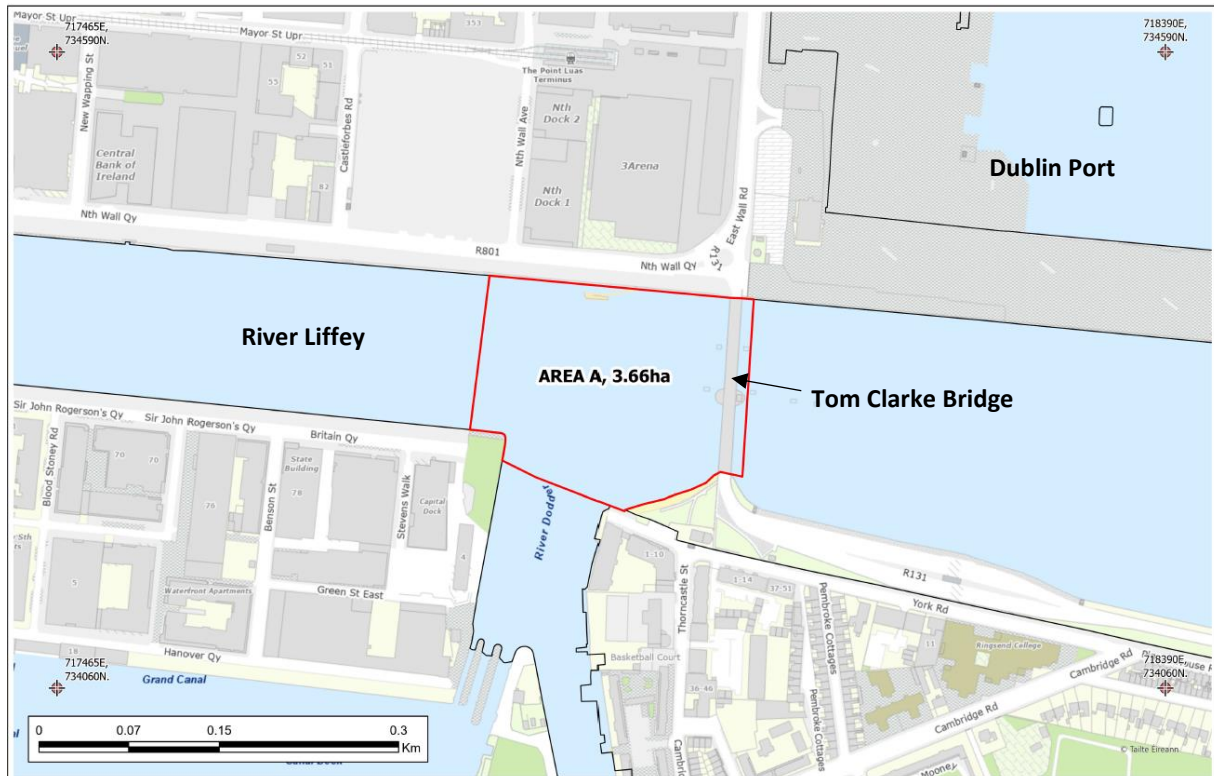 Mayor St Upr
717465E,
734590N.
Mayor St Upr
153
718390E,
734590N.
New Wapping St
52
51
55
The Point Luas
Terminus
Castleforbes Rd
Nth Wall Ave
Nth
Dock 2
3Arena
Central
Bank of
Ireland
82
Nth
Dock 1
East Wall Rd
Dublin Port
Nth Wall Qy
R801
Nth Wall Qy
R131
River Liffey
AREA A, 3.66ha
Tom Clarke Bridge
Sir John Rogerson's Qy
Sir John Rogerson's Qy
Britain Qy
Blood Stoney Rd
70
70
State
Building
78
76
Benson St
Stevens Walk
Capital
Dock
River Dodder
4
5
Waterfront Apartments
Green St East
1-10
Thorncastle St
1-14
37-51
Pembroke Cottages
R131
York Rd
11
Ringsend College
Cambridge Rd
Hanover Qy
18
717465E,
734060N.
Grand Canal
Basketball Court
36-46
Pembroke Cottages
Cambridge Rd
718390E,
734060N.
0
0.07
0.15
0.3
Km
© Tailte Éireann